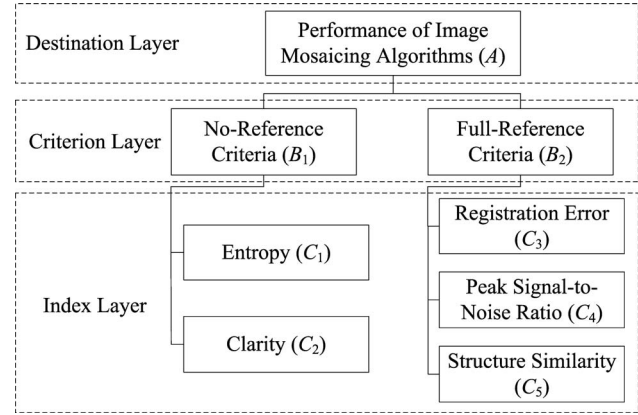 Destination Layer
Performance of Image
Mosaicing Algorithms (A)
Criterion Layer
No-Reference
Criteria (B₁)
Full-Reference
Criteria (B₂)
Index Layer
Entropy (C₁)
Clarity (C₂)
Registration Error
(C₃)
Peak Signal-to-
Noise Ratio (C₄)
Structure Similarity
(C₅)